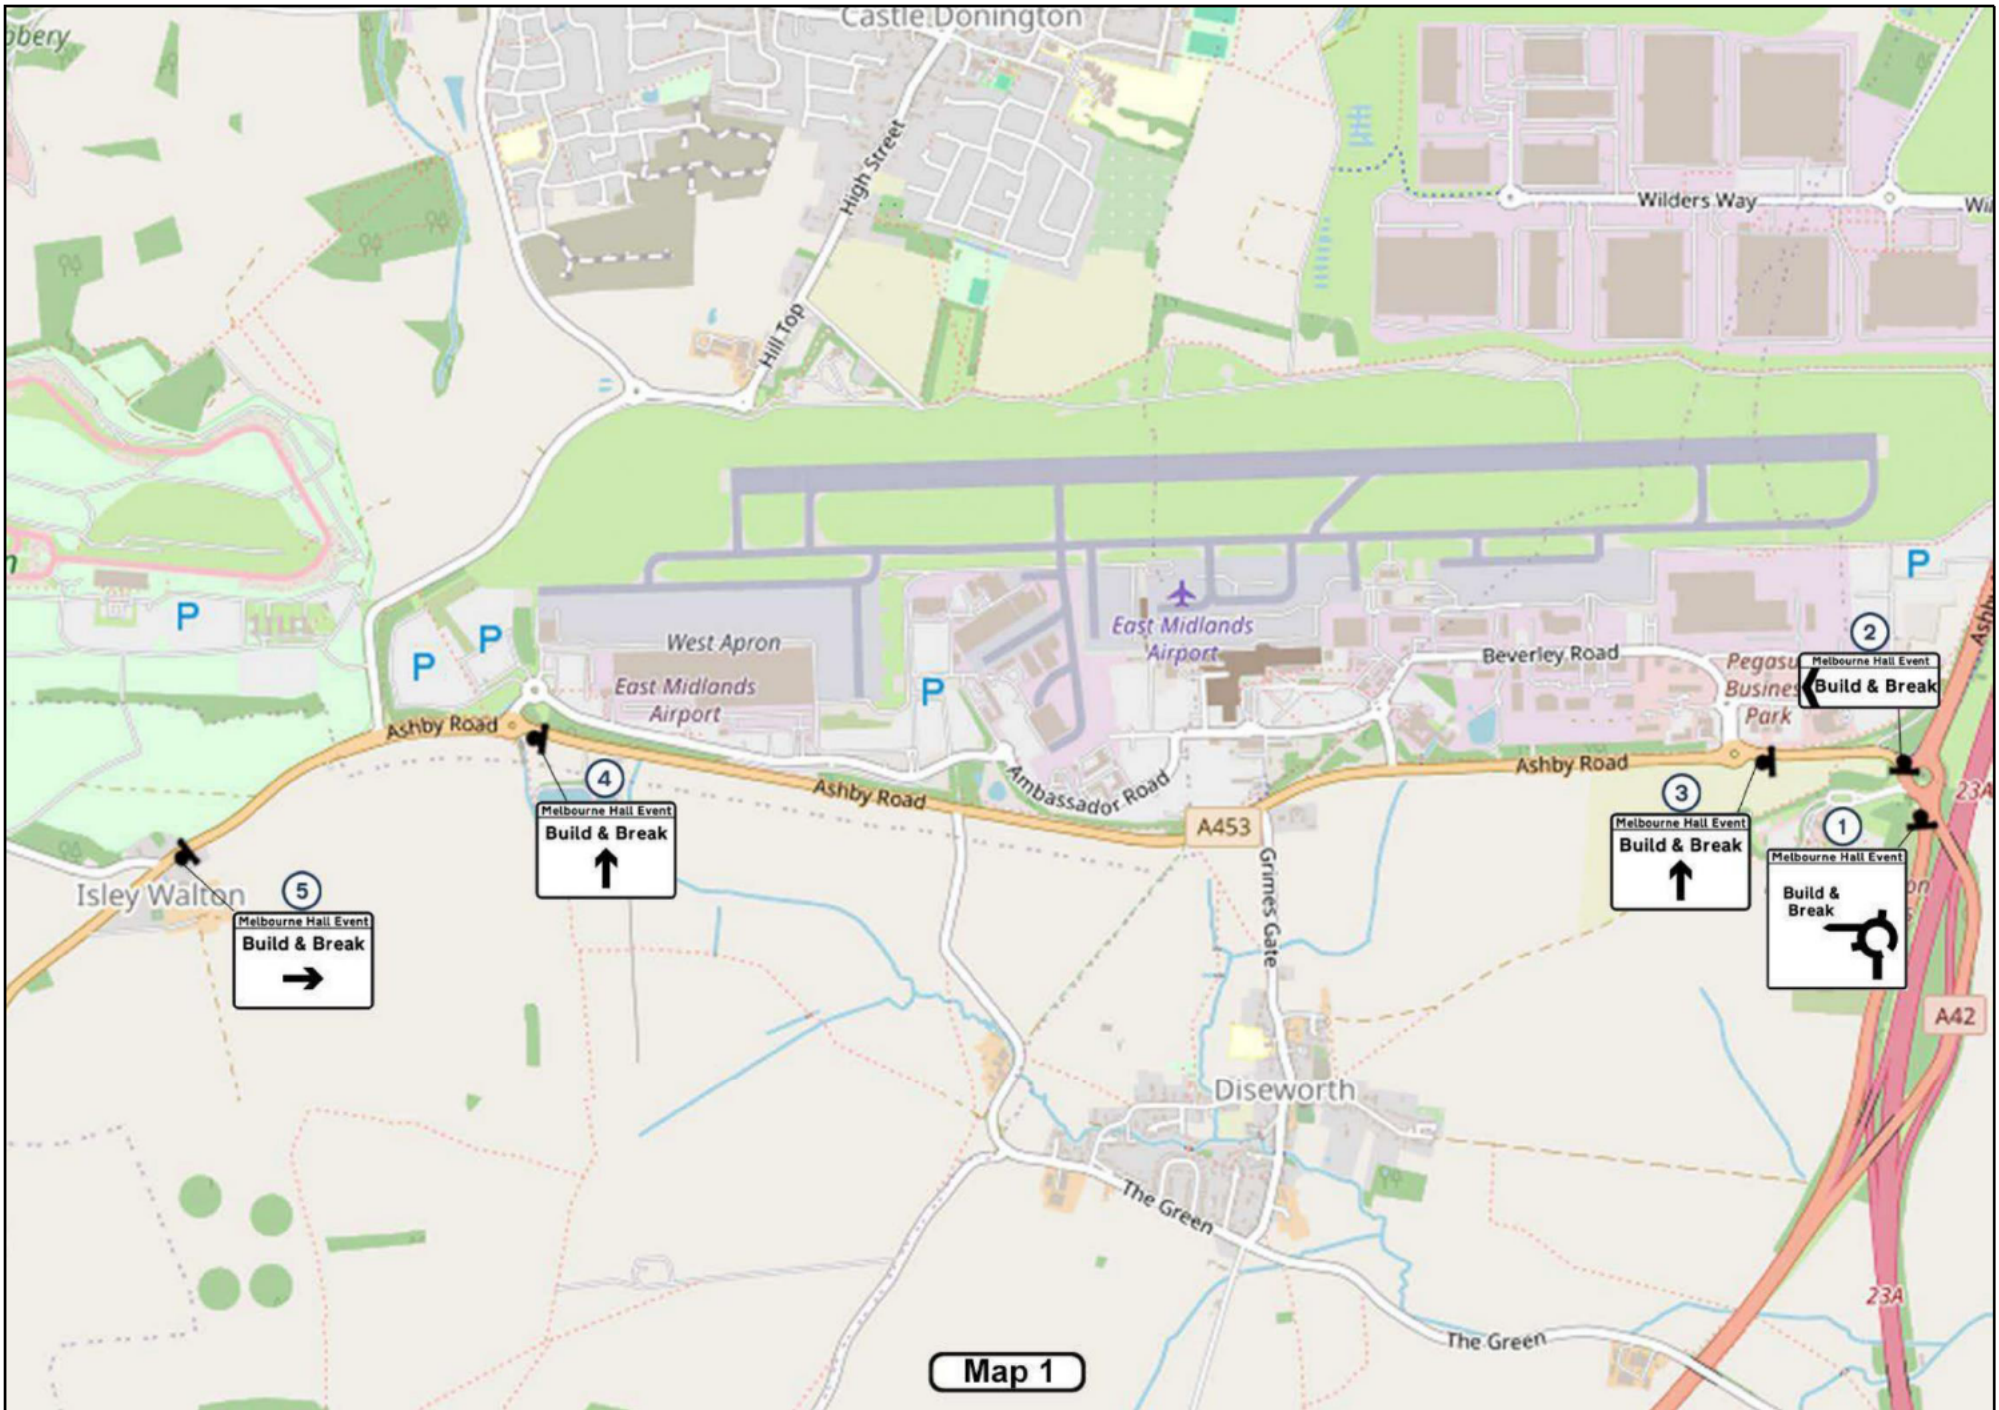 Castle Donington
High Street
Hill Top
Wilders Way
West Apron
East Midlands
Airport
East Midlands
Airport
Beverley Road
P
P
P
P
P
2
Melbourne Hall Event
Build & Break
Ashby Road
Ashby Road
Ambassador Road
Ashby Road
A453
Grimes Gate
4
Melbourne Hall Event
Build & Break
3
Melbourne Hall Event
Build & Break
1
Melbourne Hall Event
Build &
Break
Isley Walton
5
Melbourne Hall Event
Build & Break
A42
Diseworth
The Green
The Green
23A
Park
Map 1